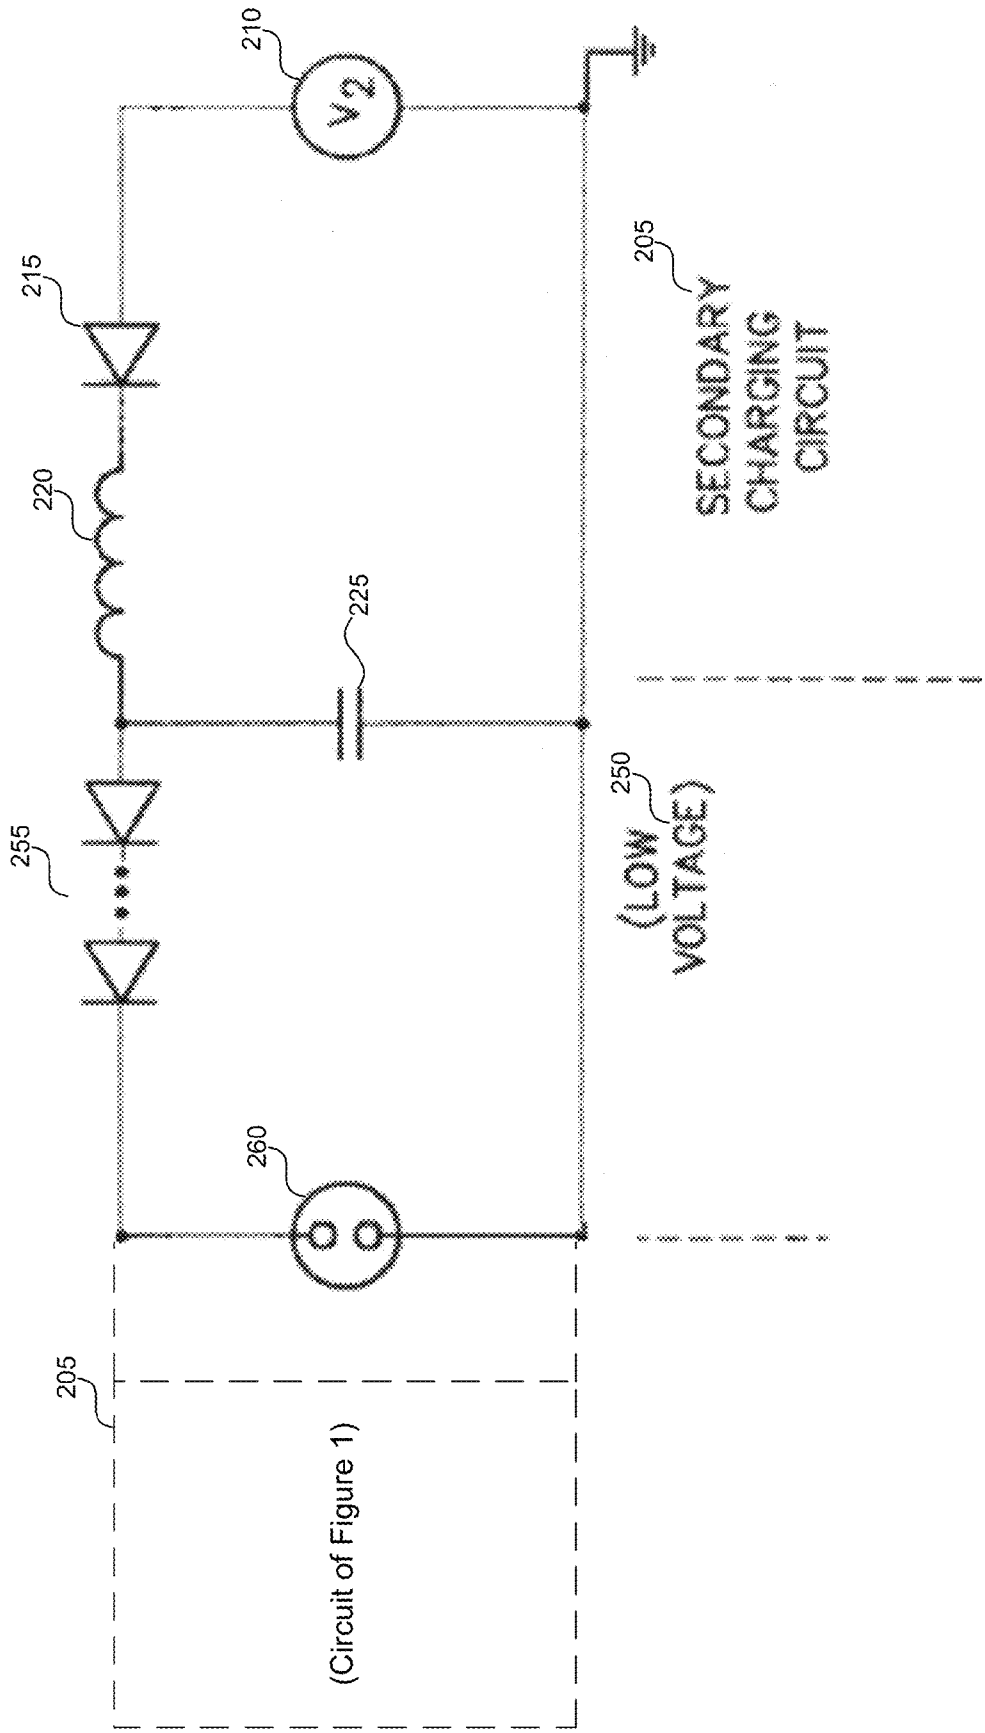 205
(Circuit of Figure 1)
260
255
225
220
215
210
V2
(LOW
VOLTAGE)
250
SECONDARY
CHARGING
CIRCUIT
205